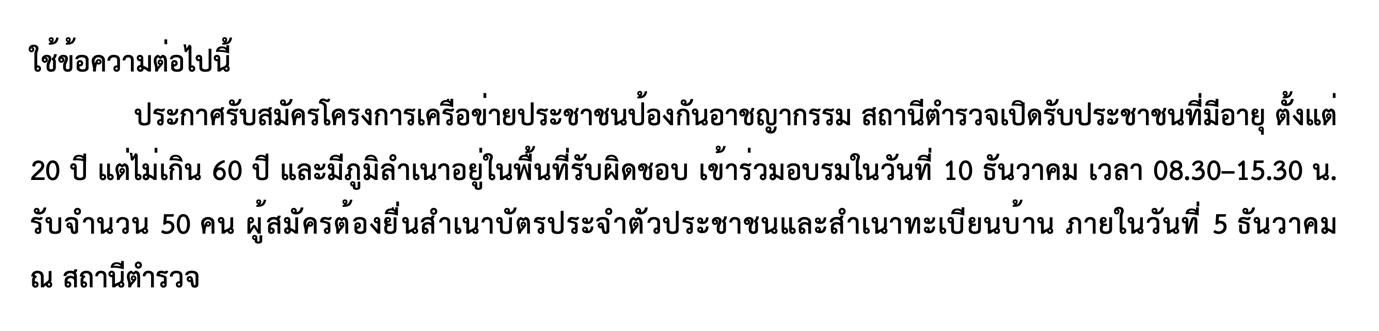 ใช้ข้อความต่อไปนี้
ประกาศรับสมัครโครงการเครือข่ายประชาชนป้องกันอาชญากรรม สถานีตำรวจเปิดรับประชาชนที่มีอายุ ตั้งแต่
20 ปี แต่ไม่เกิน 60 ปี และมีภูมิลำเนาอยู่ในพื้นที่รับผิดชอบ เข้าร่วมอบรมในวันที่ 10 ธันวาคม เวลา 08.30–15.30 น.
รับจำนวน 50 คน ผู้สมัครต้องยื่นสำเนาบัตรประจำตัวประชาชนและสำเนาทะเบียนบ้าน ภายในวันที่ 5 ธันวาคม
ณ สถานีตำรวจ